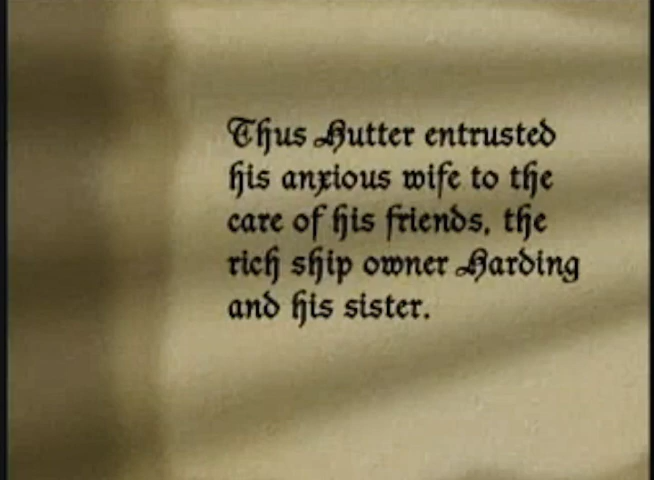 Thus Hutter entrusted
his anxious wife to the
care of his friends, the
rich ship owner Harding
and his sister.